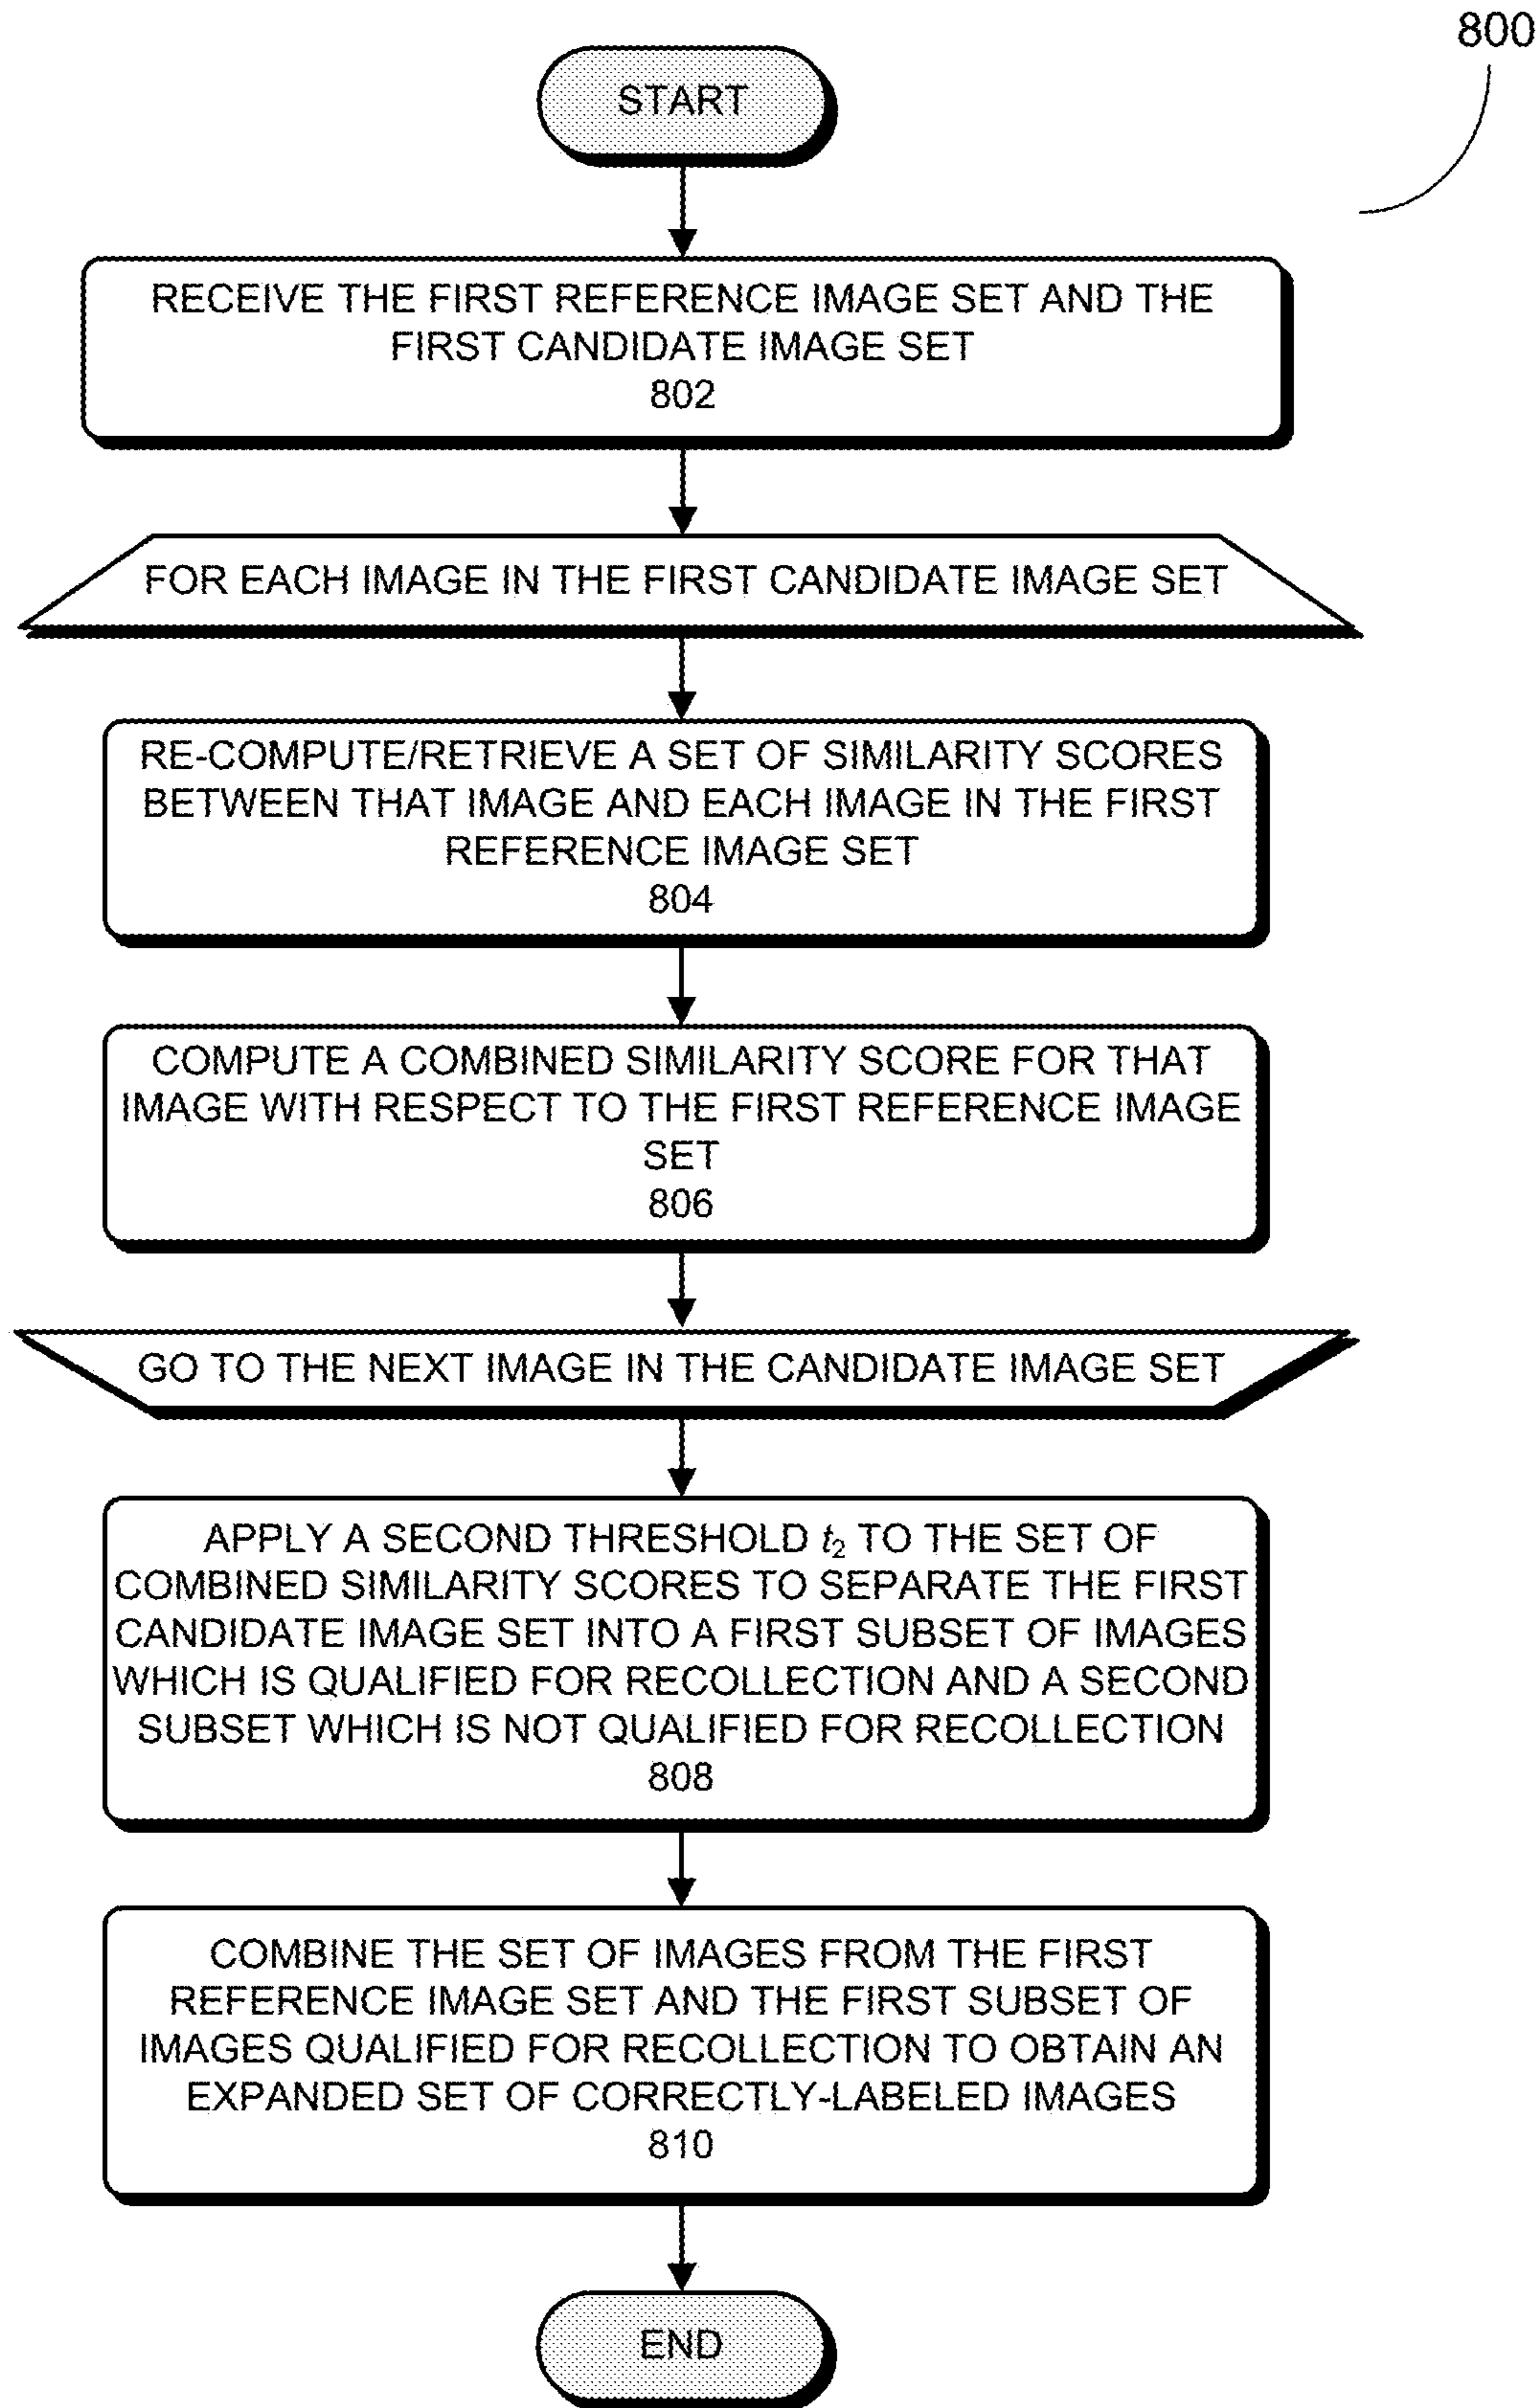 800
START
RECEIVE THE FIRST REFERENCE IMAGE SET AND THE
FIRST CANDIDATE IMAGE SET
802
FOR EACH IMAGE IN THE FIRST CANDIDATE IMAGE SET
RE-COMPUTE/RETRIEVE A SET OF SIMILARITY SCORES
BETWEEN THAT IMAGE AND EACH IMAGE IN THE FIRST
REFERENCE IMAGE SET
804
COMPUTE A COMBINED SIMILARITY SCORE FOR THAT
IMAGE WITH RESPECT TO THE FIRST REFERENCE IMAGE
SET
806
GO TO THE NEXT IMAGE IN THE CANDIDATE IMAGE SET
APPLY A SECOND THRESHOLD t₂ TO THE SET OF
COMBINED SIMILARITY SCORES TO SEPARATE THE FIRST
CANDIDATE IMAGE SET INTO A FIRST SUBSET OF IMAGES
WHICH IS QUALIFIED FOR RECOLLECTION AND A SECOND
SUBSET WHICH IS NOT QUALIFIED FOR RECOLLECTION
808
COMBINE THE SET OF IMAGES FROM THE FIRST
REFERENCE IMAGE SET AND THE FIRST SUBSET OF
IMAGES QUALIFIED FOR RECOLLECTION TO OBTAIN AN
EXPANDED SET OF CORRECTLY-LABELED IMAGES
810
END